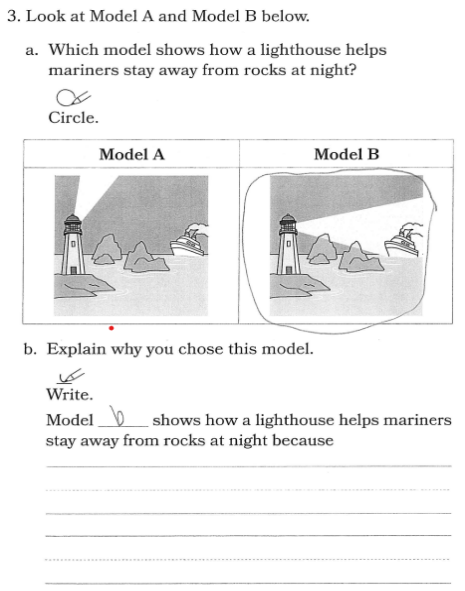 3. Look at Model A and Model B below.
a. Which model shows how a lighthouse helps
mariners stay away from rocks at night?
Circle.
Model A
Model B
b. Explain why you chose this model.
Write.
Model b shows how a lighthouse helps mariners
stay away from rocks at night because